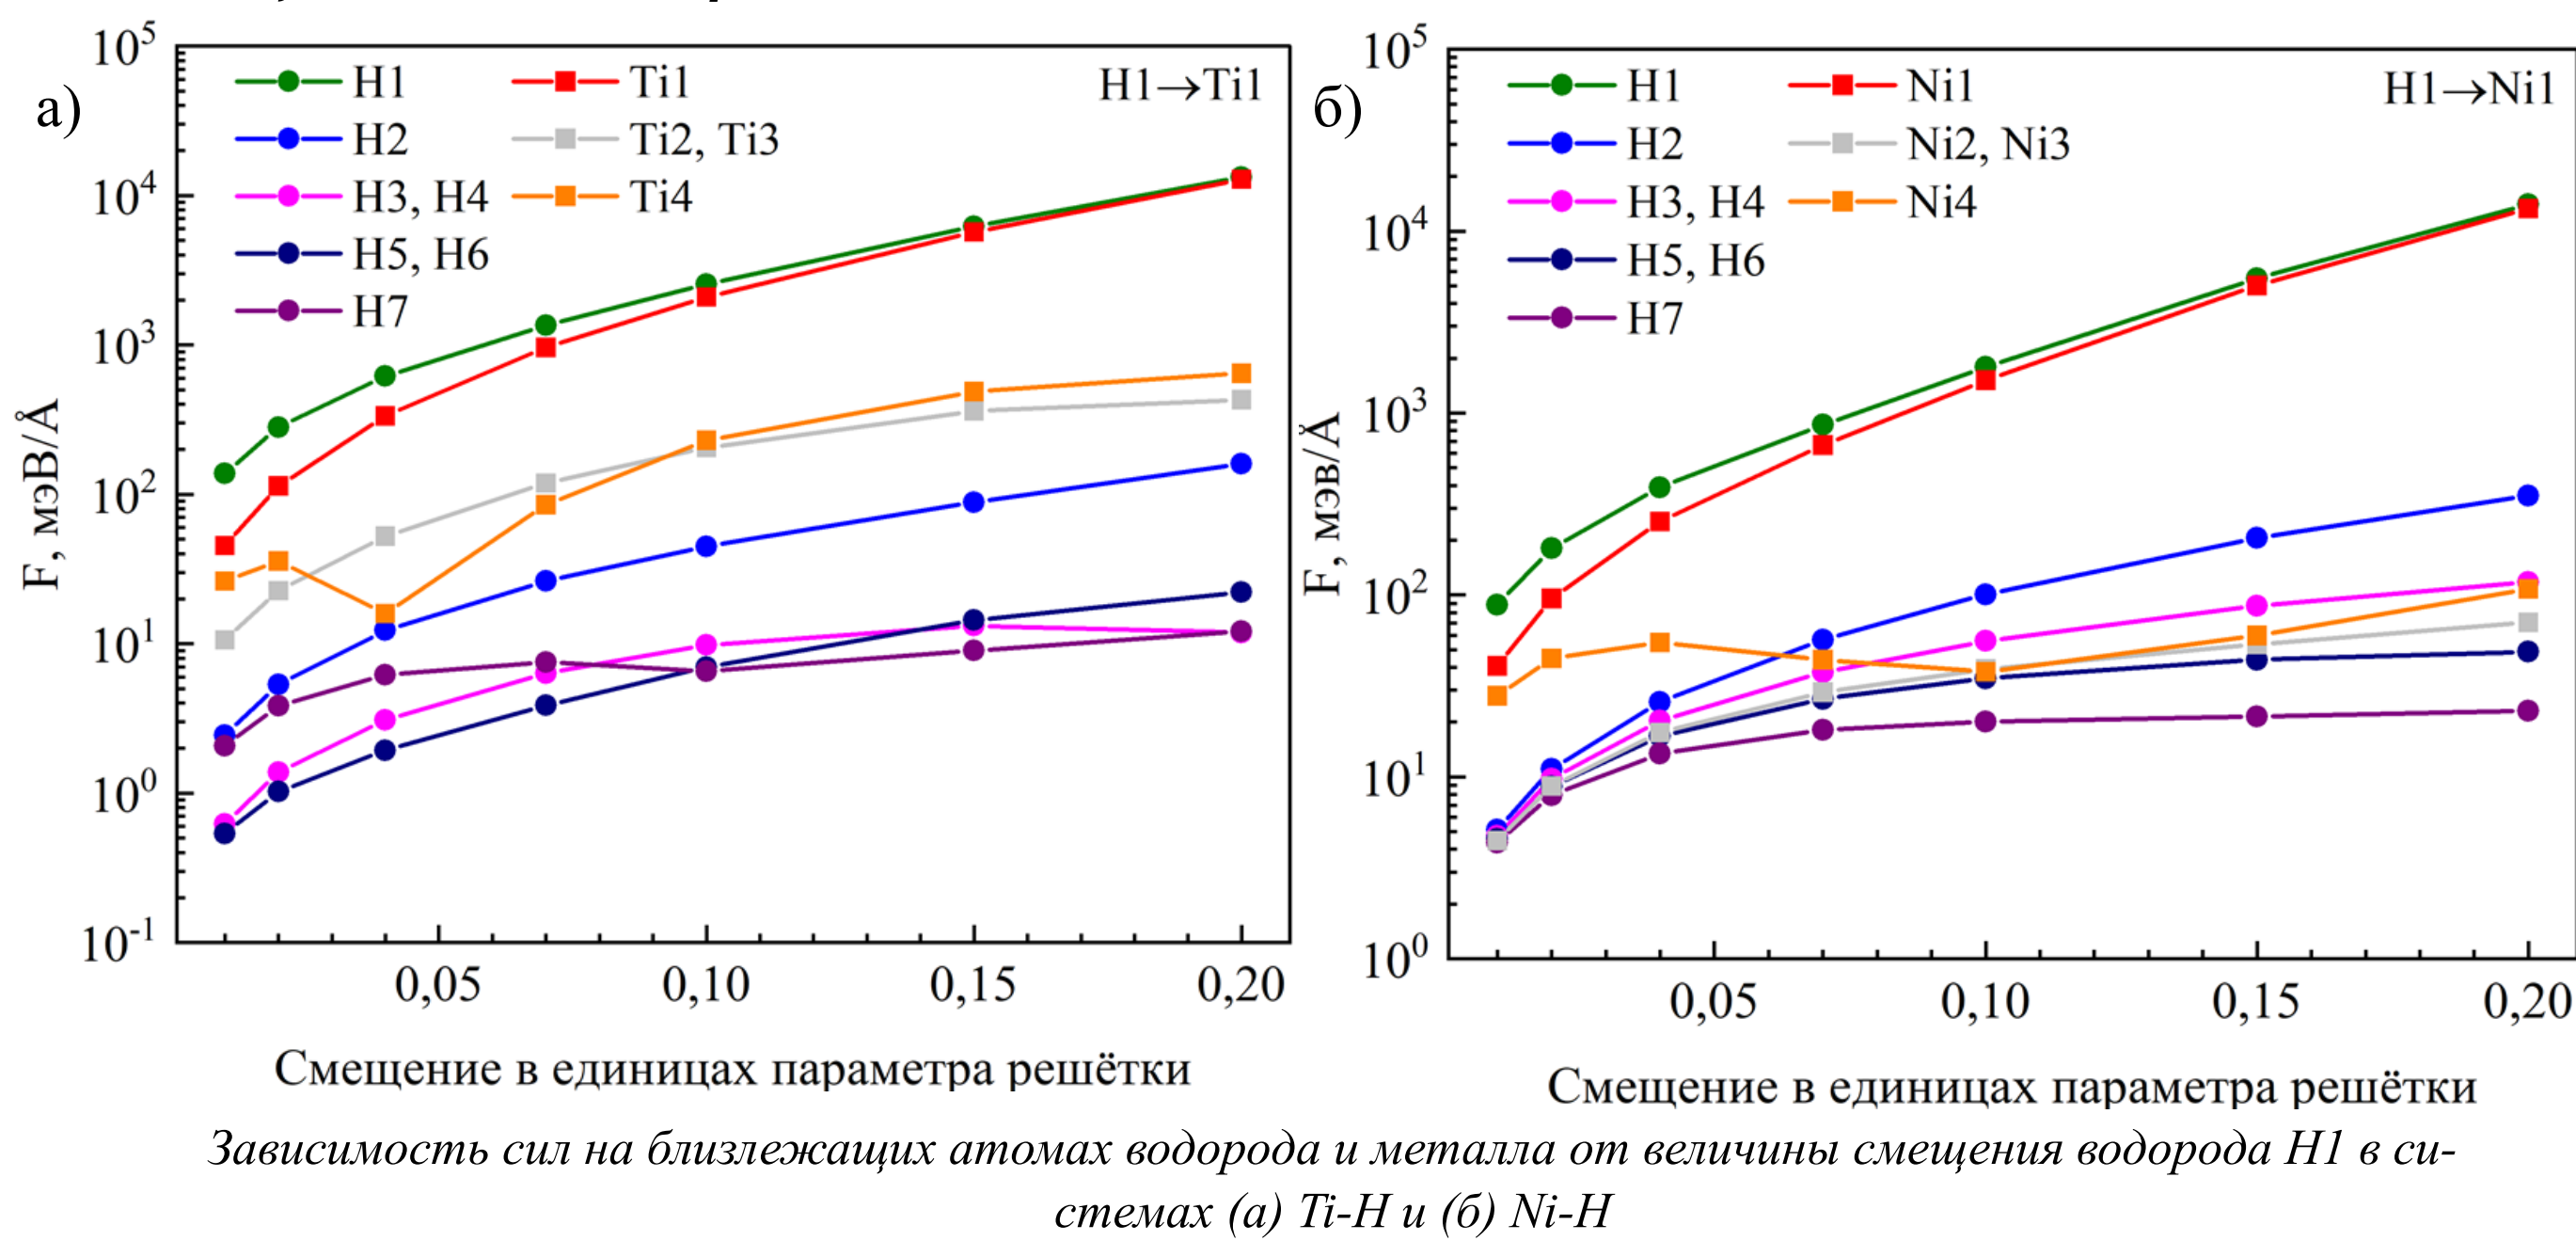 а)
10^5
10^4
10^3
10^2
10^1
10^0
10^-1
F, мэВ/Å
H1
Ti1
H2
Ti2, Ti3
H3, H4
Ti4
H5, H6
H7
H1→Ti1
0,05
0,10
0,15
0,20
Смещение в единицах параметра решётки
б)
10^5
10^4
10^3
10^2
10^1
10^0
F, мэв/Å
H1
Ni1
H2
Ni2, Ni3
H3, H4
Ni4
H5, H6
H7
H1→Ni1
0,05
0,10
0,15
0,20
Смещение в единицах параметра решётки
Зависимость сил на близлежащих атомах водорода и металла от величины смещения водорода H1 в си-
стемах (а) Ti-H и (б) Ni-H